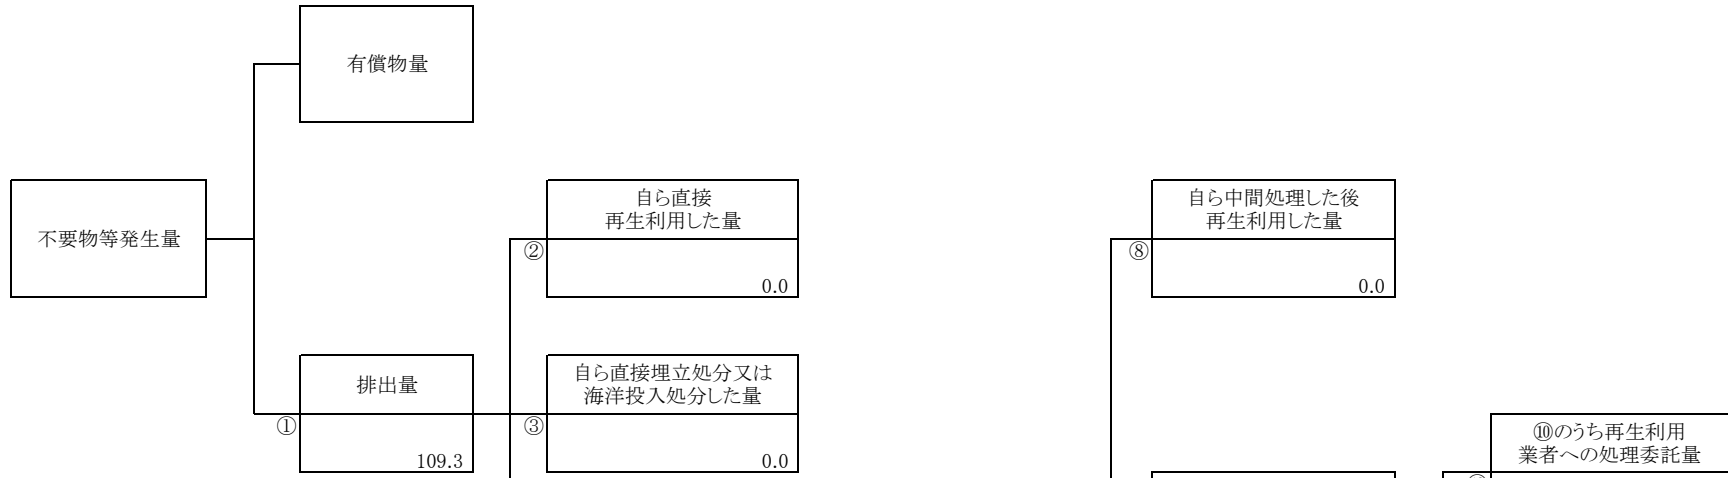 有償物量
不要物等発生量
自ら直接
再生利用した量
②
0.0
自ら中間処理した後
再生利用した量
⑧
0.0
排出量
①
109.3
自ら直接埋立処分又は
海洋投入処分した量
③
0.0
⑩のうち再生利用
業者への処理委託量